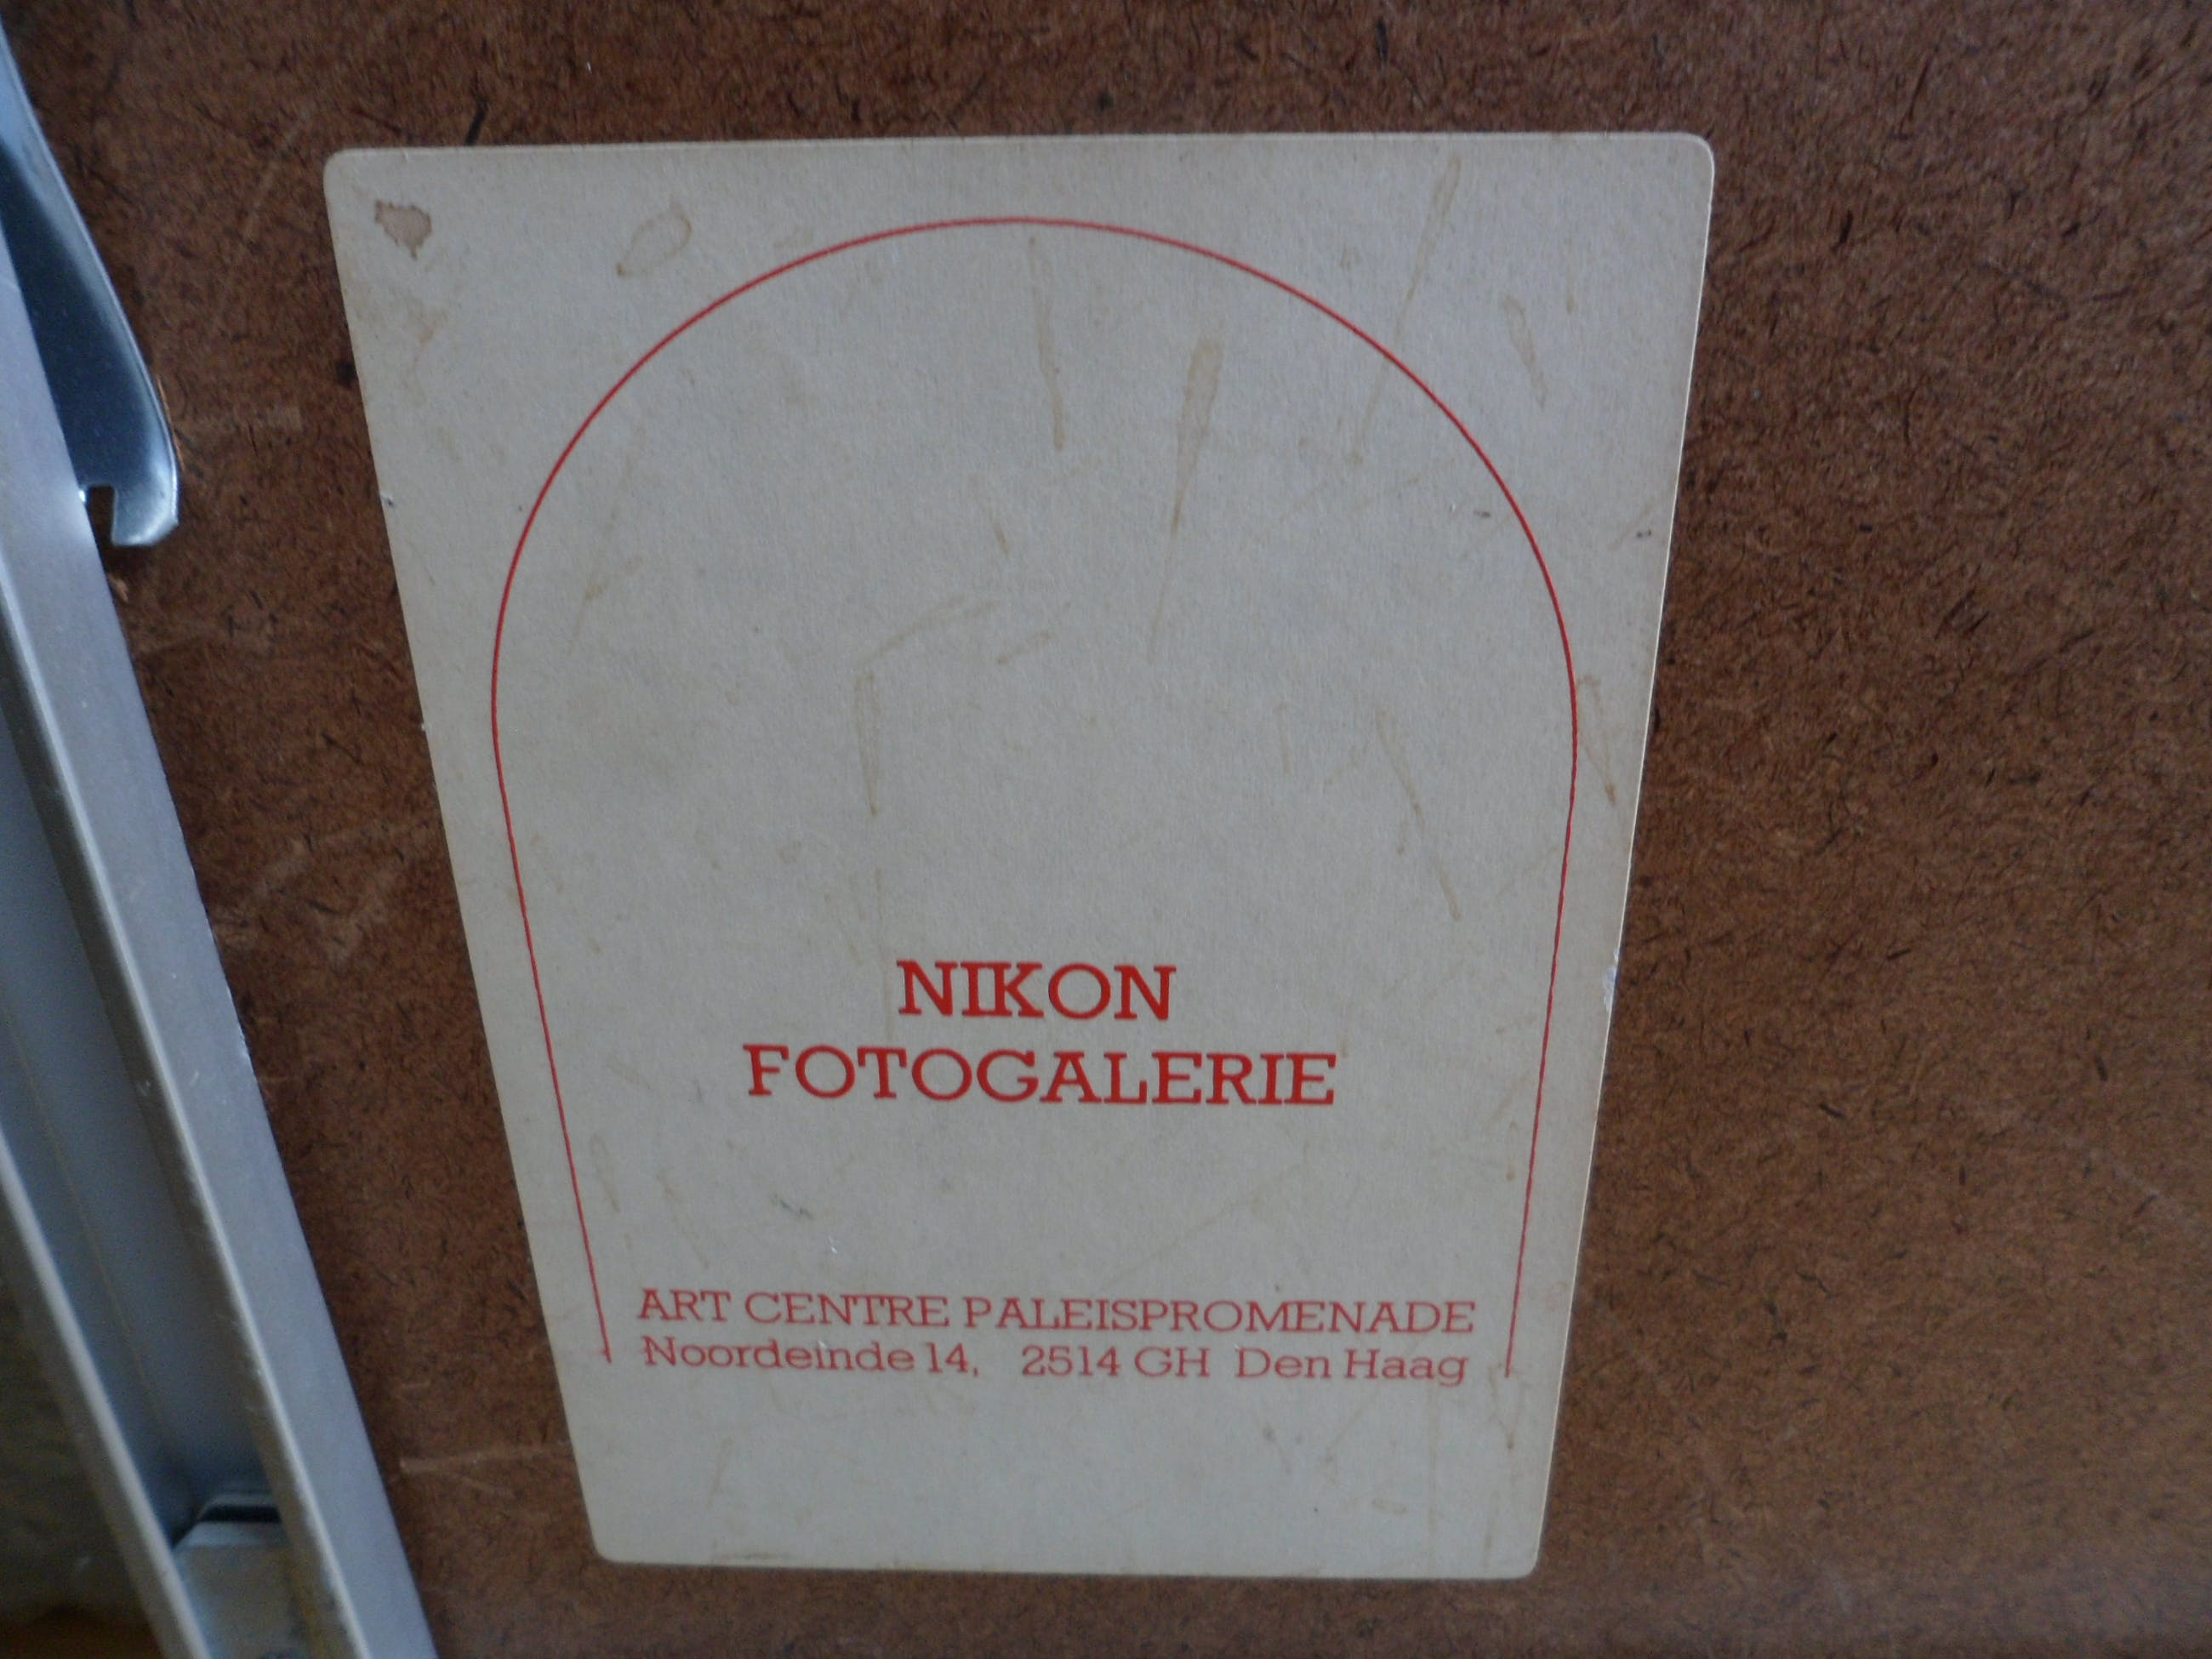 NIKON
FOTOGALERIE
ART CENTRE PALEISPROMENADE
Noordeinde 14, 2514 GH Den Haag